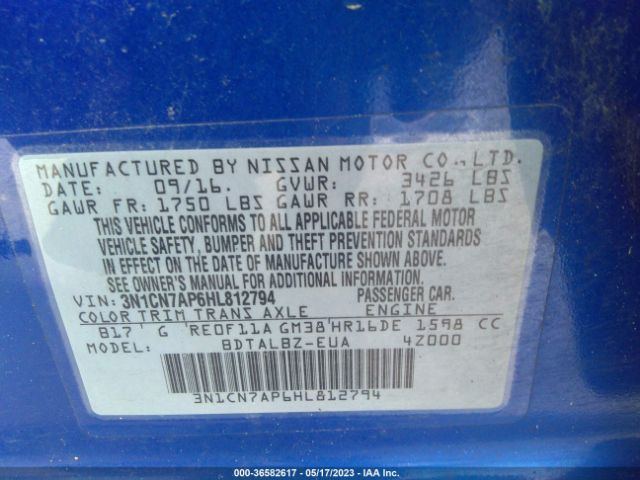 MANUFACTURED BY NISSAN MOTOR CO.,LTD.
DATE: 09/16. GVWR: 3426 LBS
GAWR FR: 1750 LBS GAWR RR: 1708 LBS
THIS VEHICLE CONFORMS TO ALL APPLICABLE FEDERAL MOTOR
VEHICLE SAFETY, BUMPER AND THEFT PREVENTION STANDARDS
IN EFFECT ON THE DATE OF MANUFACTURE SHOWN ABOVE.
SEE OWNER'S MANUAL FOR ADDITIONAL INFORMATION.
VIN: 3N1CN7AP6HL812794 PASSENGER CAR.
COLOR TRIM TRANS AXLE ENGINE
B17 G RE0F11A GM38 HR16DE 1598 CC
MODEL: BDTALBZ-EUA 4Z000
3N1CN7AP6HL812794
000-36582617 - 05/17/2023 - IAA Inc.